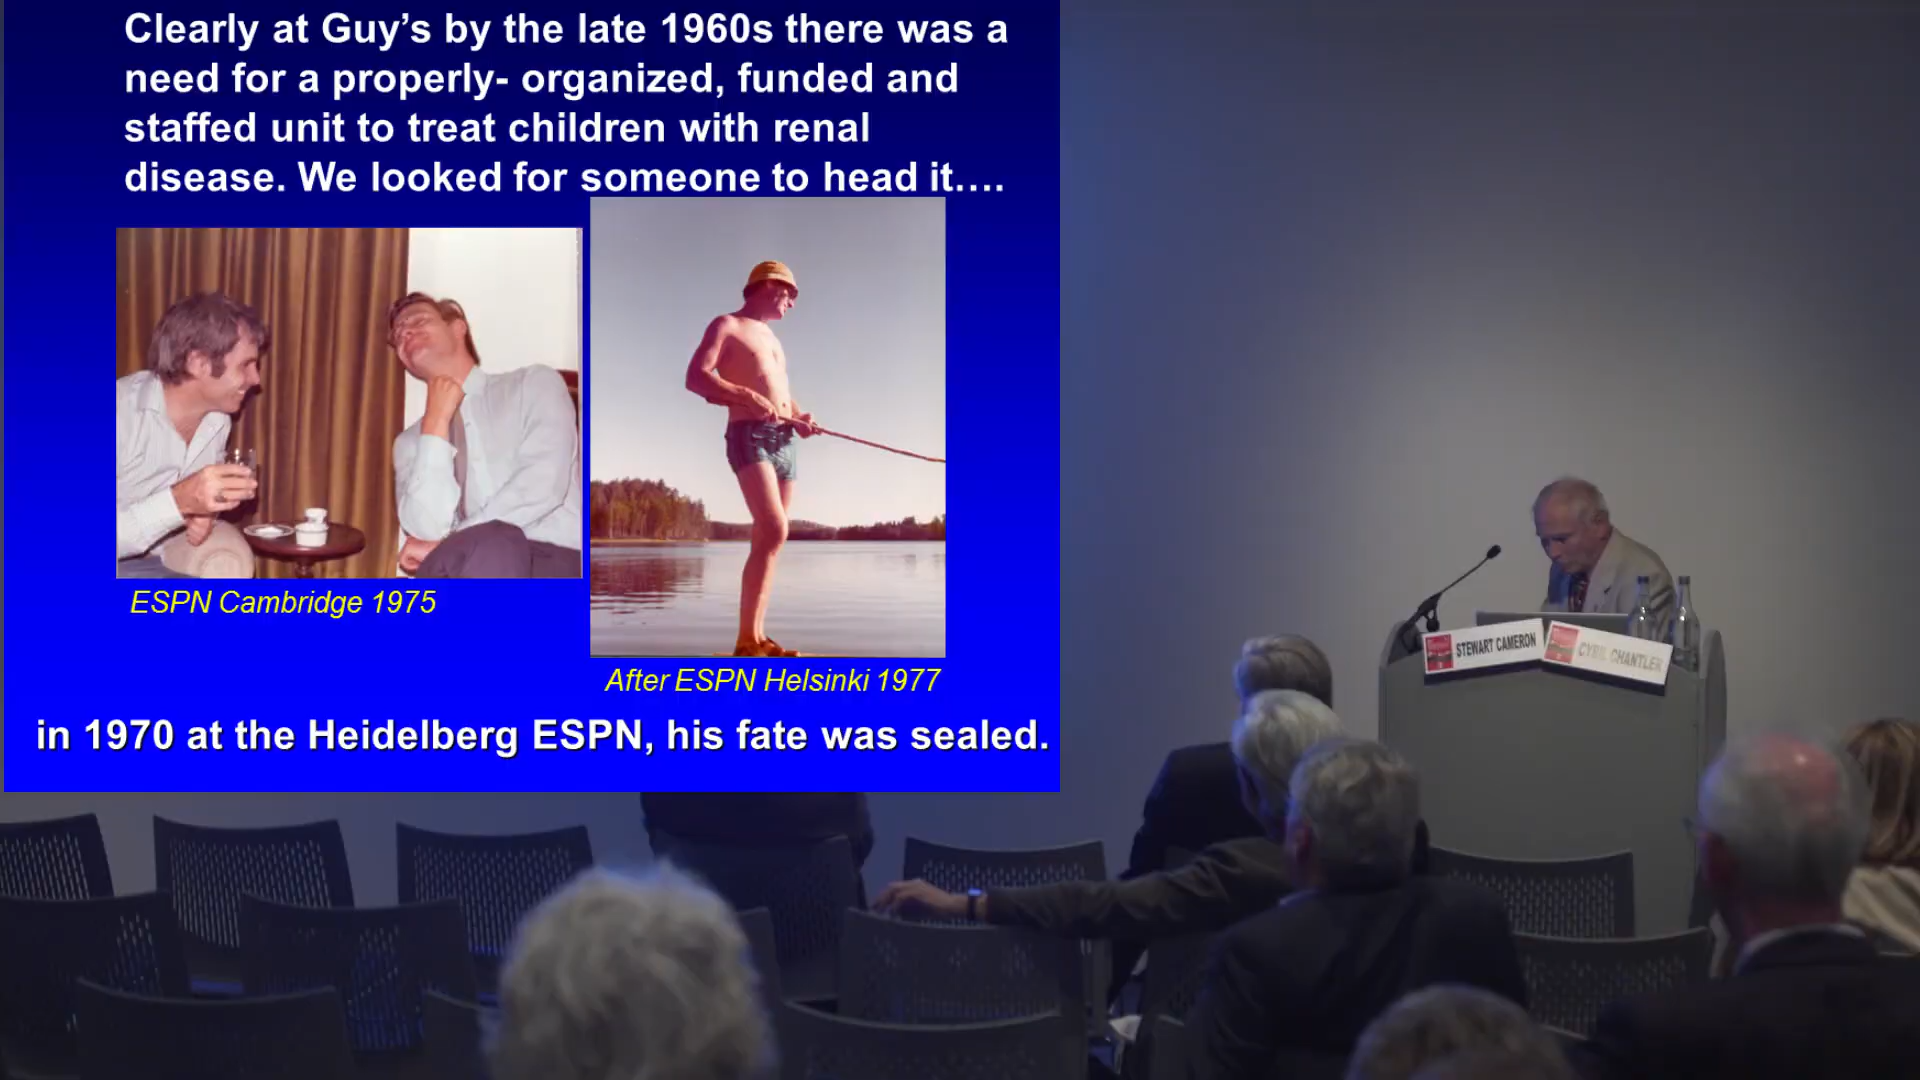 Clearly at Guy’s by the late 1960s there was a
need for a properly- organized, funded and
staffed unit to treat children with renal
disease. We looked for someone to head it….
ESPN Cambridge 1975
After ESPN Helsinki 1977
in 1970 at the Heidelberg ESPN, his fate was sealed.
STEWART CAMERON
CYRIL CHANTLER